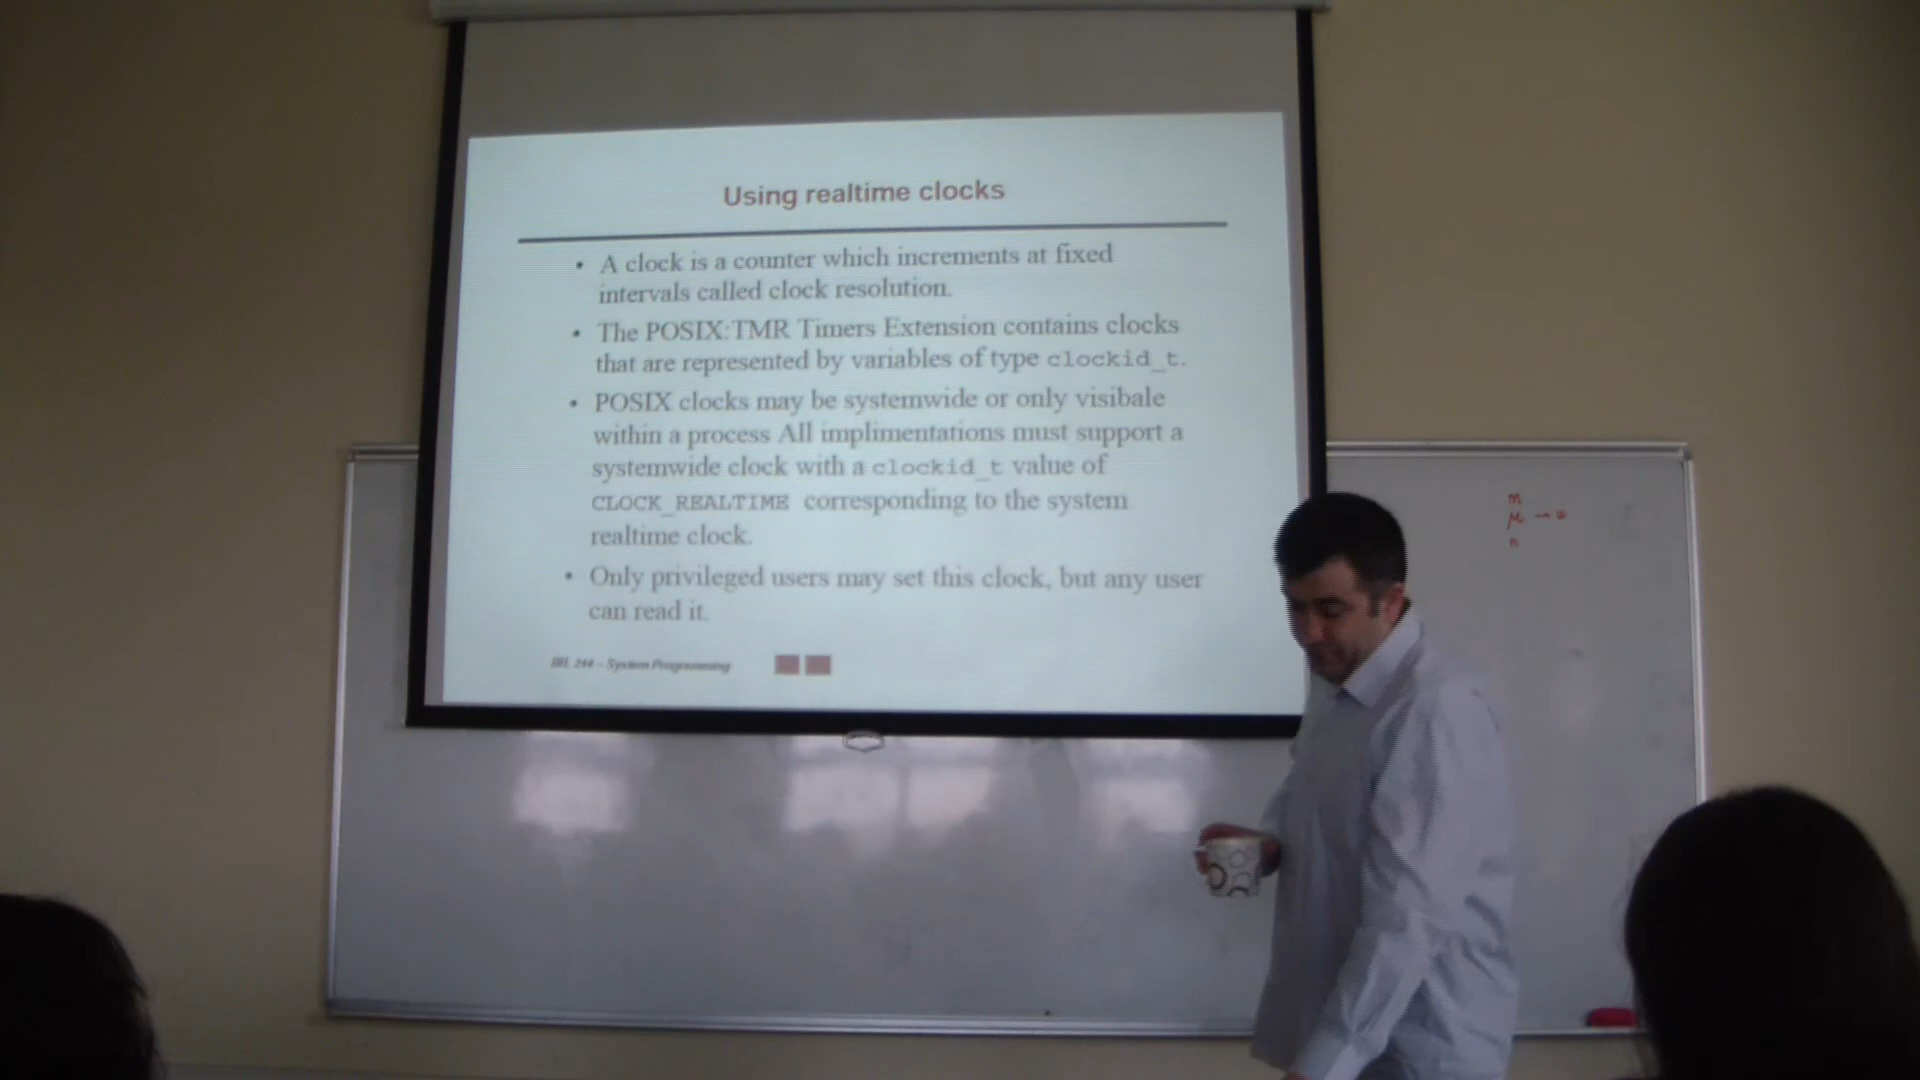 Using realtime clocks
• A clock is a counter which increments at fixed
intervals called clock resolution.
• The POSIX:TMR Timers Extension contains clocks
that are represented by variables of type clockid_t.
• POSIX clocks may be systemwide or only visibale
within a process All implimentations must support a
systemwide clock with a clockid_t value of
CLOCK_REALTIME corresponding to the system
realtime clock.
• Only privileged users may set this clock, but any user
can read it.
BIL 244 – System Programming
m
μ →
n